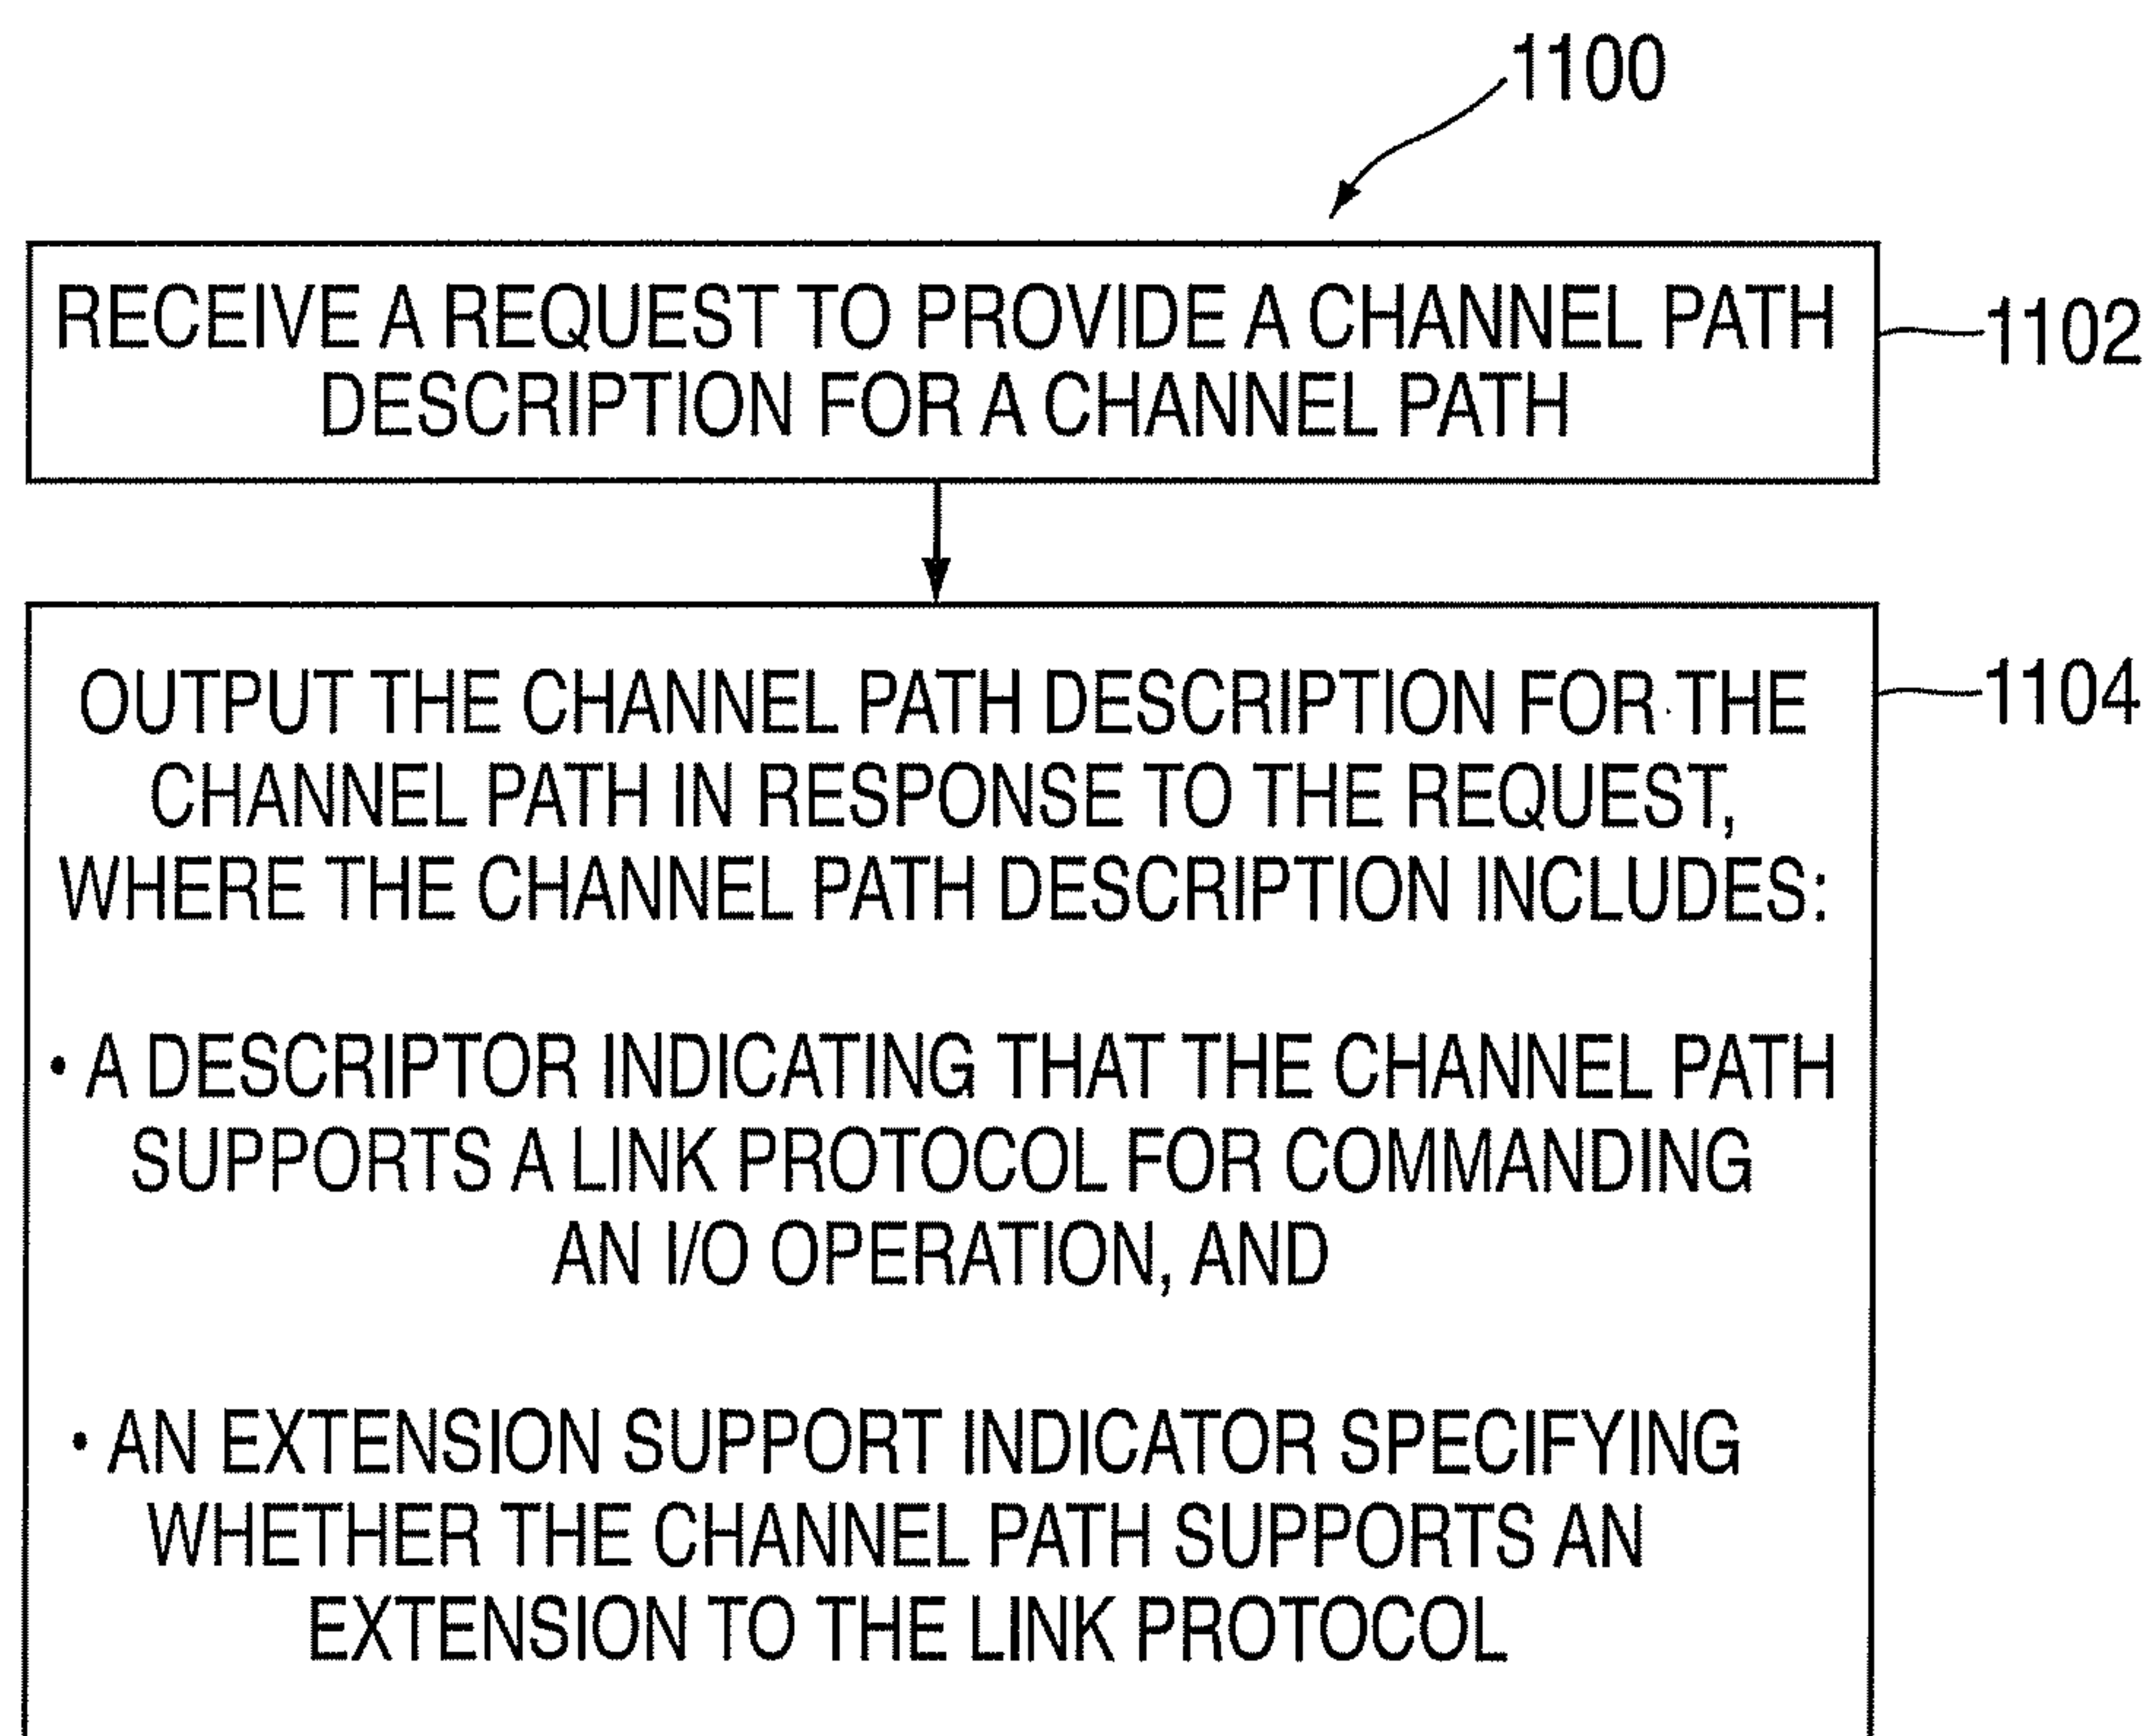 1100
RECEIVE A REQUEST TO PROVIDE A CHANNEL PATH
DESCRIPTION FOR A CHANNEL PATH
1102
OUTPUT THE CHANNEL PATH DESCRIPTION FOR THE
CHANNEL PATH IN RESPONSE TO THE REQUEST,
WHERE THE CHANNEL PATH DESCRIPTION INCLUDES:
1104
• A DESCRIPTOR INDICATING THAT THE CHANNEL PATH
SUPPORTS A LINK PROTOCOL FOR COMMANDING
AN I/O OPERATION, AND
• AN EXTENSION SUPPORT INDICATOR SPECIFYING
WHETHER THE CHANNEL PATH SUPPORTS AN
EXTENSION TO THE LINK PROTOCOL